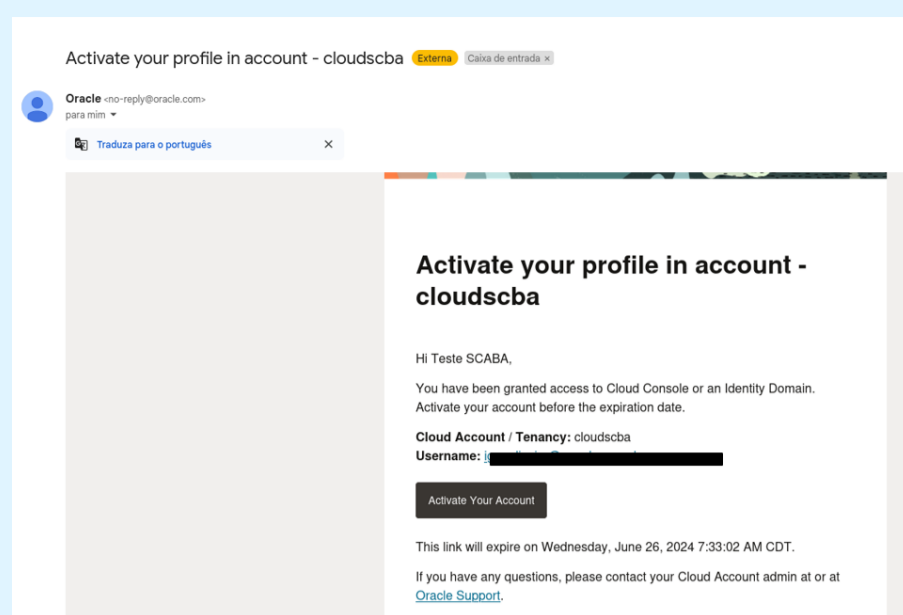 Activate your profile in account - cloudscba Externa Caixa de entrada ×
Oracle <no-reply@oracle.com>
para mim
Traduza para o português
Activate your profile in account -
cloudscba
Hi Teste SCABA,
You have been granted access to Cloud Console or an Identity Domain.
Activate your account before the expiration date.
Cloud Account / Tenancy: cloudscba
Username:
Activate Your Account
This link will expire on Wednesday, June 26, 2024 7:33:02 AM CDT.
If you have any questions, please contact your Cloud Account admin at or at
Oracle Support.